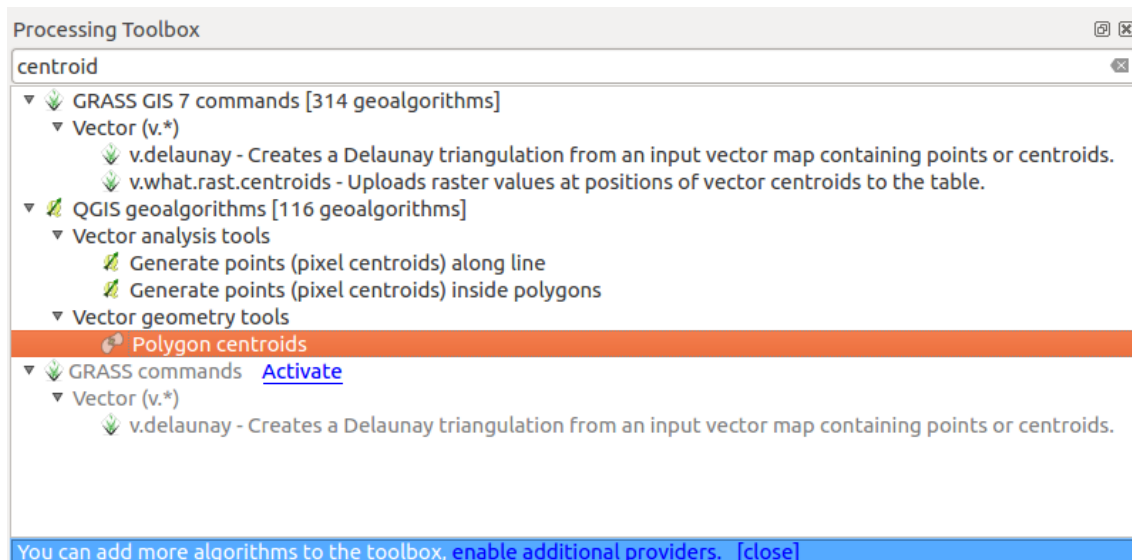 Processing Toolbox
centroid
GRASS GIS 7 commands [314 geoalgorithms]
Vector (v.*)
v.delaunay - Creates a Delaunay triangulation from an input vector map containing points or centroids.
v.what.rast.centroids - Uploads raster values at positions of vector centroids to the table.
QGIS geoalgorithms [116 geoalgorithms]
Vector analysis tools
Generate points (pixel centroids) along line
Generate points (pixel centroids) inside polygons
Vector geometry tools
Polygon centroids
GRASS commands Activate
Vector (v.*)
v.delaunay - Creates a Delaunay triangulation from an input vector map containing points or centroids.
You can add more algorithms to the toolbox, enable additional providers. [close]